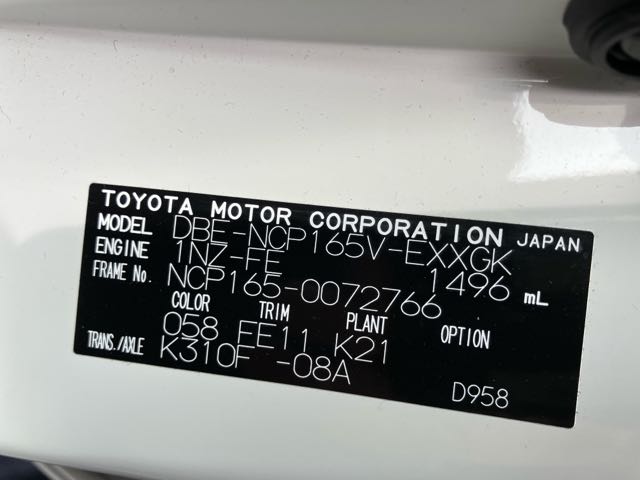 TOYOTA MOTOR CORPORATION JAPAN
MODEL DBE-NCP165V-EXXGK
ENGINE 1NZ-FE 1496 mL
FRAME No. NCP165-0072766
COLOR TRIM PLANT OPTION
058 EE11 K21
TRANS./AXLE K310F -08A
D958